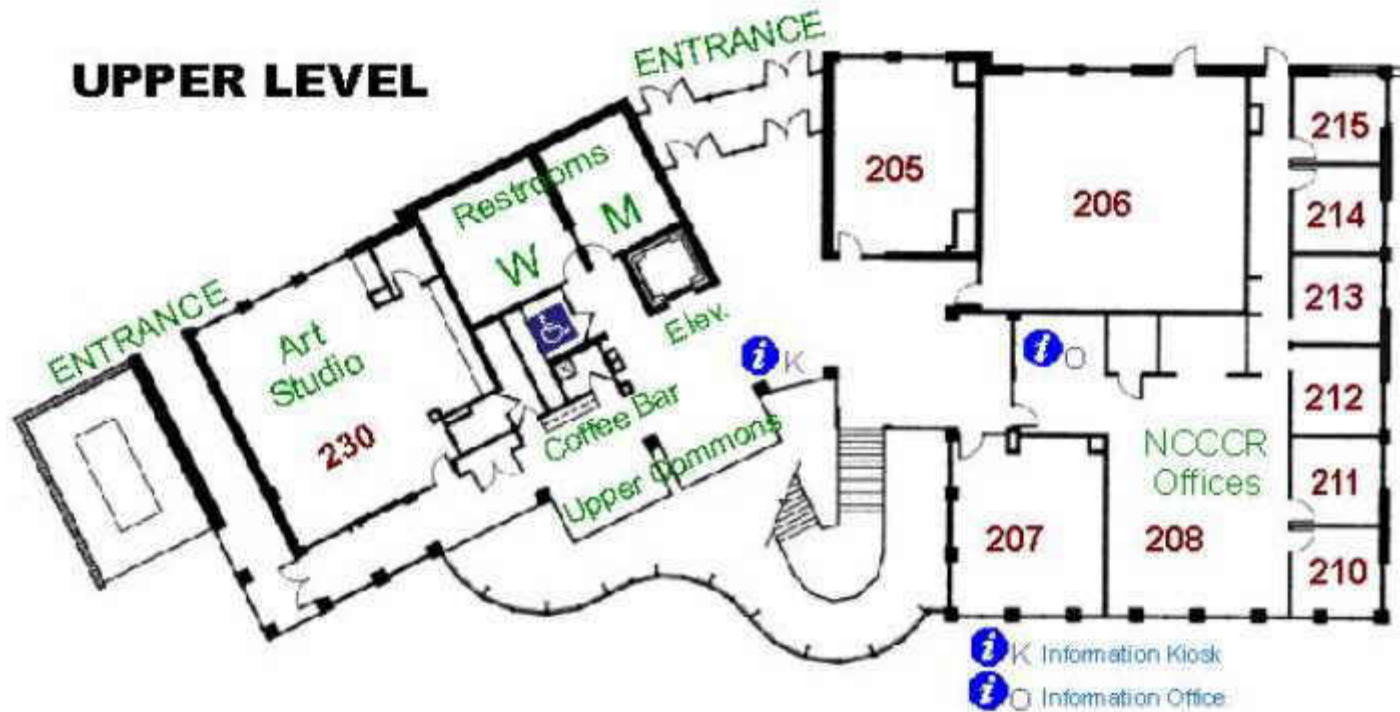 UPPER LEVEL
ENTRANCE
205
206
215
214
213
212
211
210
Restrooms
M
W
Elev.
ENTRANCE
Art
Studio
230
i K
i O
Coffee Bar
Upper Commons
NCCCR
Offices
207
208
i K Information Kiosk
i O Information Office